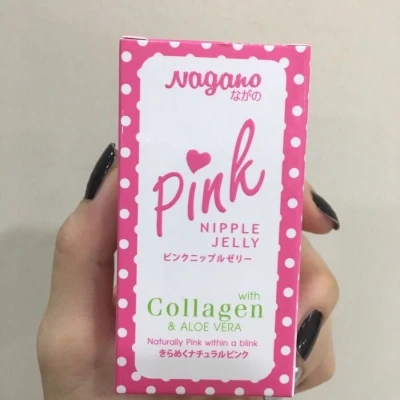 Nagano
ながの
Pink
NIPPLE
JELLY
ピンクニップルゼリー
with
Collagen
& ALOE VERA
Naturally Pink within a blink
きらめくナチュラルピンク